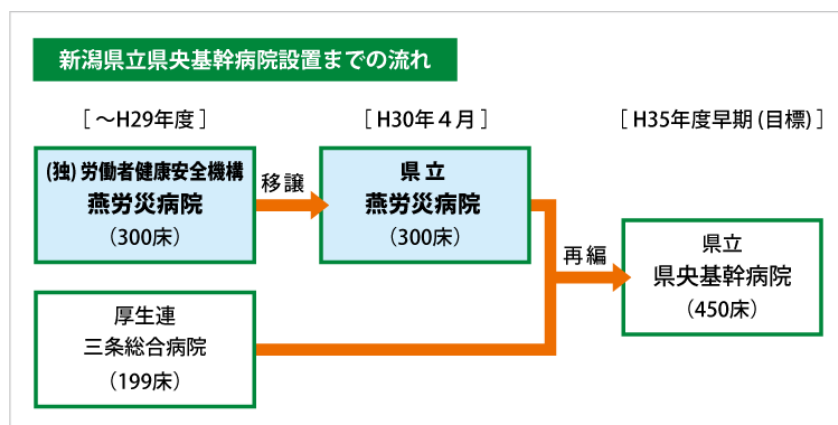 新潟県立県央基幹病院設置までの流れ
[ ～H29年度 ]
[ H30年4月 ]
[ H35年度早期 (目標) ]
(独) 労働者健康安全機構
燕労災病院
(300床)
移譲
県立
燕労災病院
(300床)
再編
県立
県央基幹病院
(450床)
厚生連
三条総合病院
(199床)